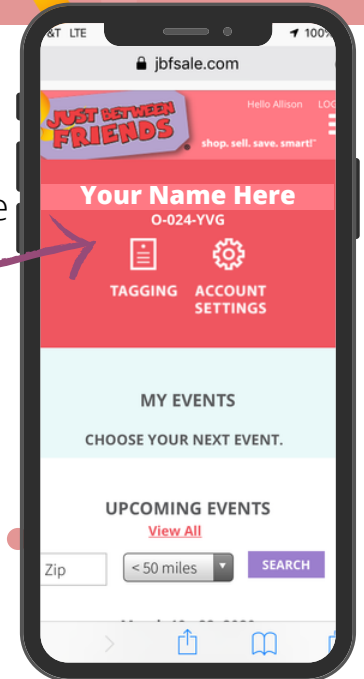 &T LTE 100%
jbfsale.com
Hello Allison LOG
JUST BETWEEN
FRIENDS
shop. sell. save. smart!™
Your Name Here
O-024-YVG
TAGGING ACCOUNT
SETTINGS
MY EVENTS
CHOOSE YOUR NEXT EVENT.
UPCOMING EVENTS
View All
Zip < 50 miles SEARCH